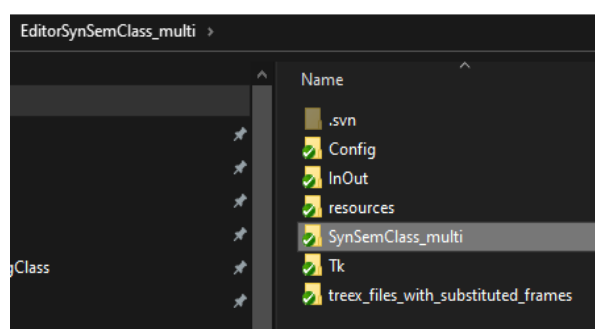 EditorSynSemClass_multi
Name
.svn
Config
InOut
resources
SynSemClass_multi
gClass
Tk
treex_files_with_substituted_frames